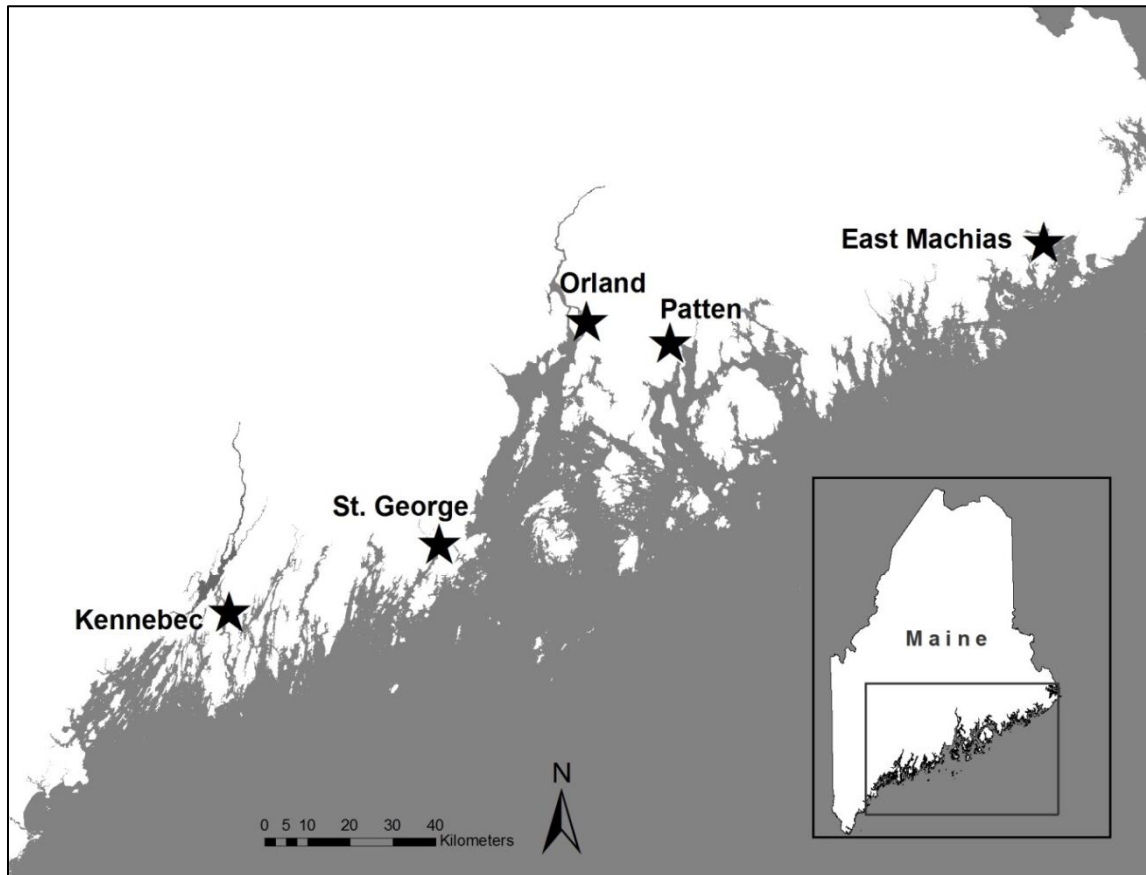 East Machias
Orland
Patten
St. George
Kennebec
Maine
N
0 5 10 20 30 40
Kilometers